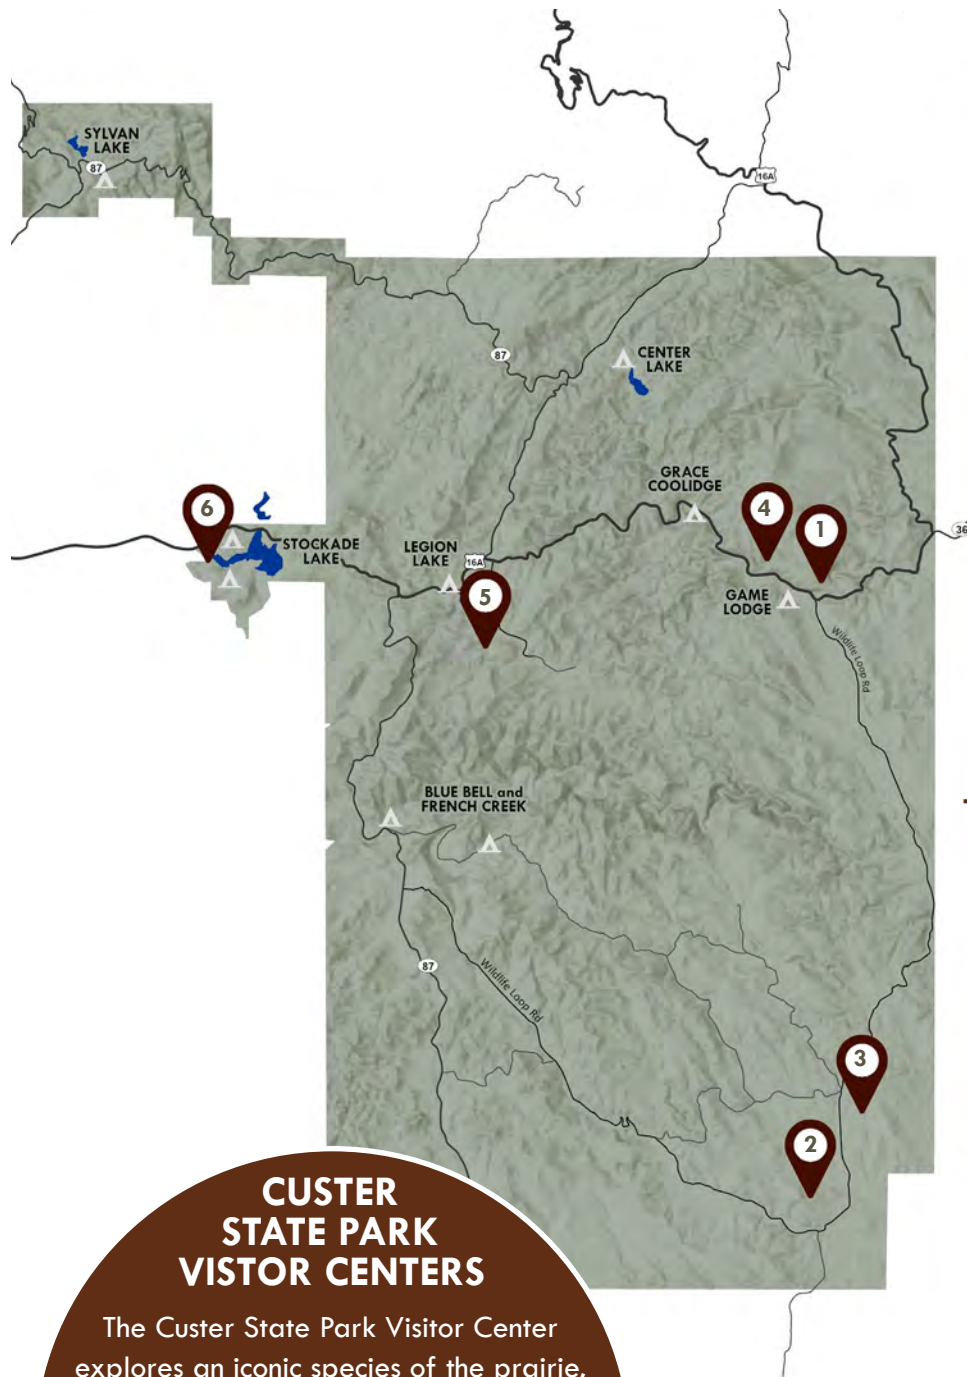 SYLVAN
LAKE
87
16A
87
CENTER
LAKE
GRACE
COOLIDGE
6
4
1
36
STOCKADE
LAKE
LEGION
LAKE
16A
5
GAME
LODGE
Wildlife Loop Rd
BLUE BELL and
FRENCH CREEK
87
Wildlife Loop Rd
3
2
CUSTER
STATE PARK
VISTOR CENTERS
The Custer State Park Visitor Center
explores an iconic species of the prairie,